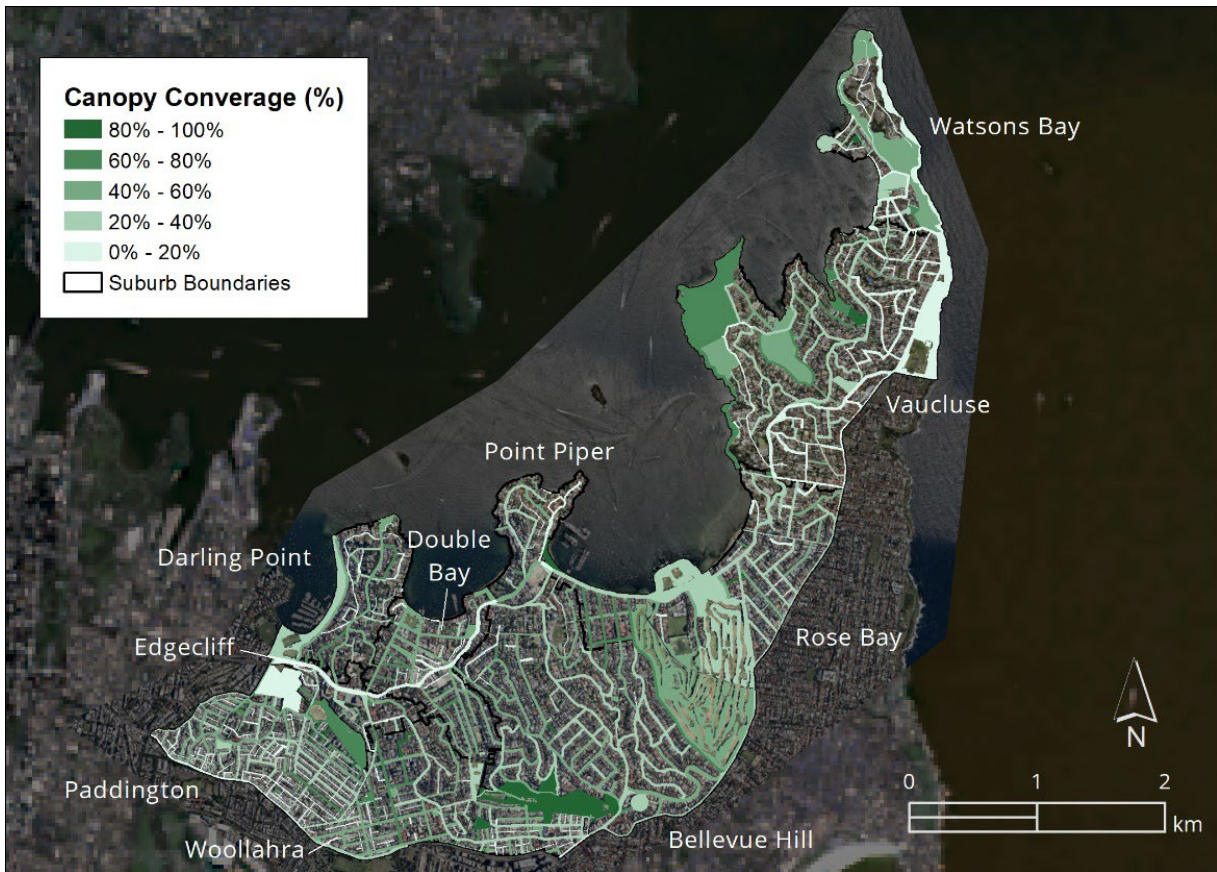 Canopy Converage (%)
80% - 100%
60% - 80%
40% - 60%
20% - 40%
0% - 20%
Suburb Boundaries
Watsons Bay
Vaucluse
Point Piper
Darling Point
Double
Bay
Edgecliff
Rose Bay
Paddington
Woollahra
Bellevue Hill
N
0 1 2
km